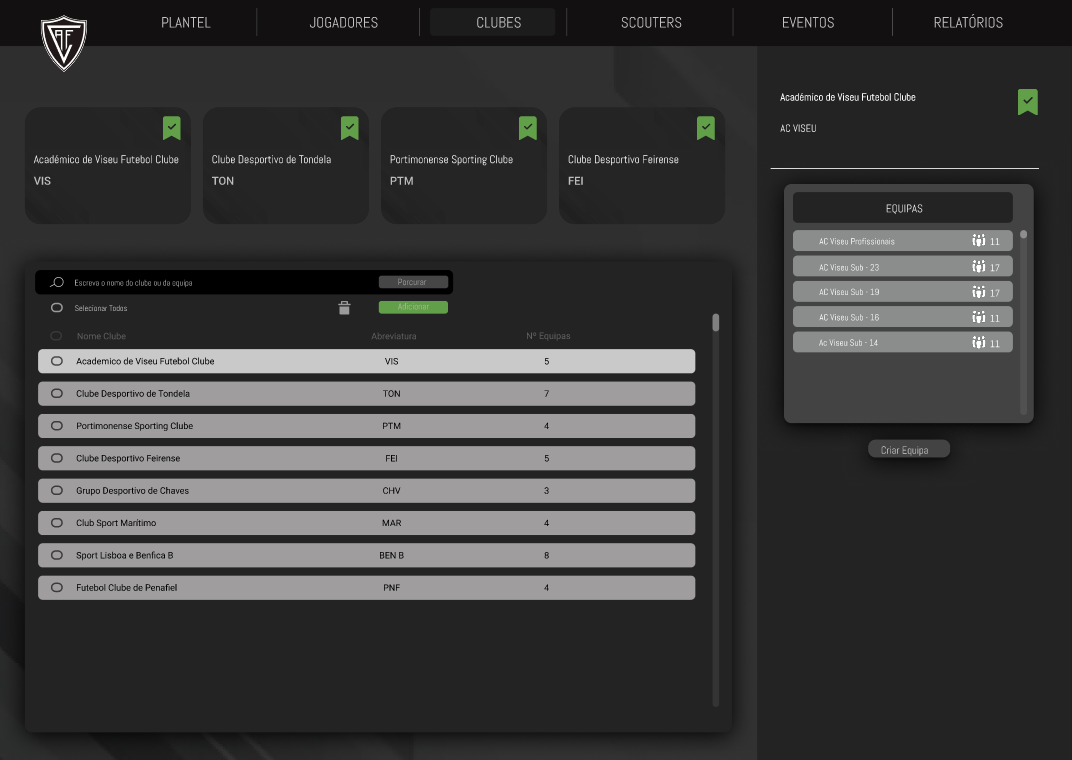 PLANTEL
JOGADORES
CLUBES
SCOUTERS
EVENTOS
RELATÓRIOS
Académico de Viseu Futebol Clube
VIS
Clube Desportivo de Tondela
TON
Portimonense Sporting Clube
PTM
Clube Desportivo Feirense
FEI
Escreva o nome do clube ou da equipa
Porcurar
Selecionar Todos
Adicionar
Nome Clube Abreviatura Nº Equipas
Academico de Viseu Futebol Clube VIS 5
Clube Desportivo de Tondela TON 7
Portimonense Sporting Clube PTM 4
Clube Desportivo Feirense FEI 5
Grupo Desportivo de Chaves CHV 3
Club Sport Marítimo MAR 4
Sport Lisboa e Benfica B BEN B 8
Futebol Clube de Penafiel PNF 4
Académico de Viseu Futebol Clube
AC VISEU
EQUIPAS
AC Viseu Profissionais 11
AC Viseu Sub - 23 17
AC Viseu Sub - 19 17
AC Viseu Sub - 16 11
Ac Viseu Sub - 14 11
Criar Equipa